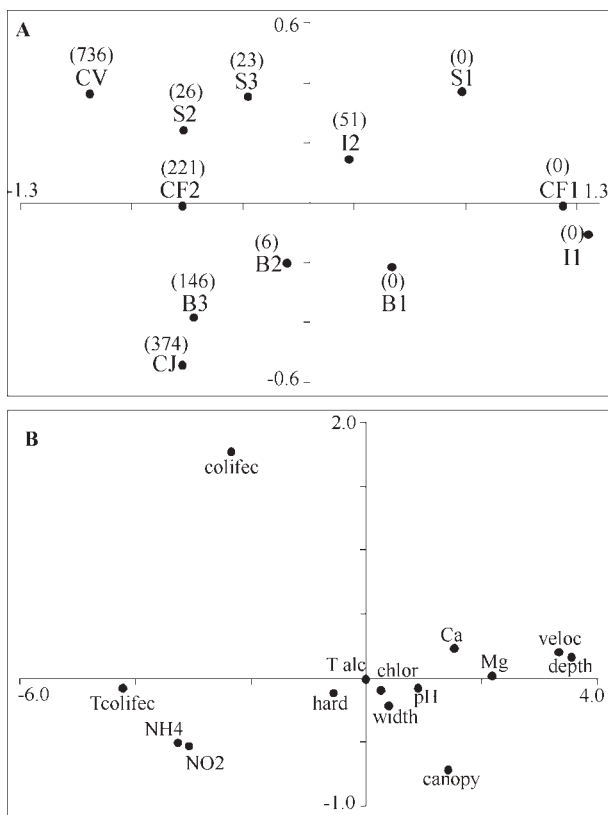 A
0.6
(736)
CV
(23)
S3
(0)
S1
(26)
S2
(51)
I2
(221)
CF2
(0)
CF1
-1.3
1.3
(0)
I1
(6)
B2
(0)
B1
(146)
B3
(374)
CJ
-0.6
B
2.0
colifec
Ca
veloc
depth
T alc
chlor
Mg
-6.0
4.0
Tcolifec
hard
pH
width
NH4
NO2
canopy
-1.0